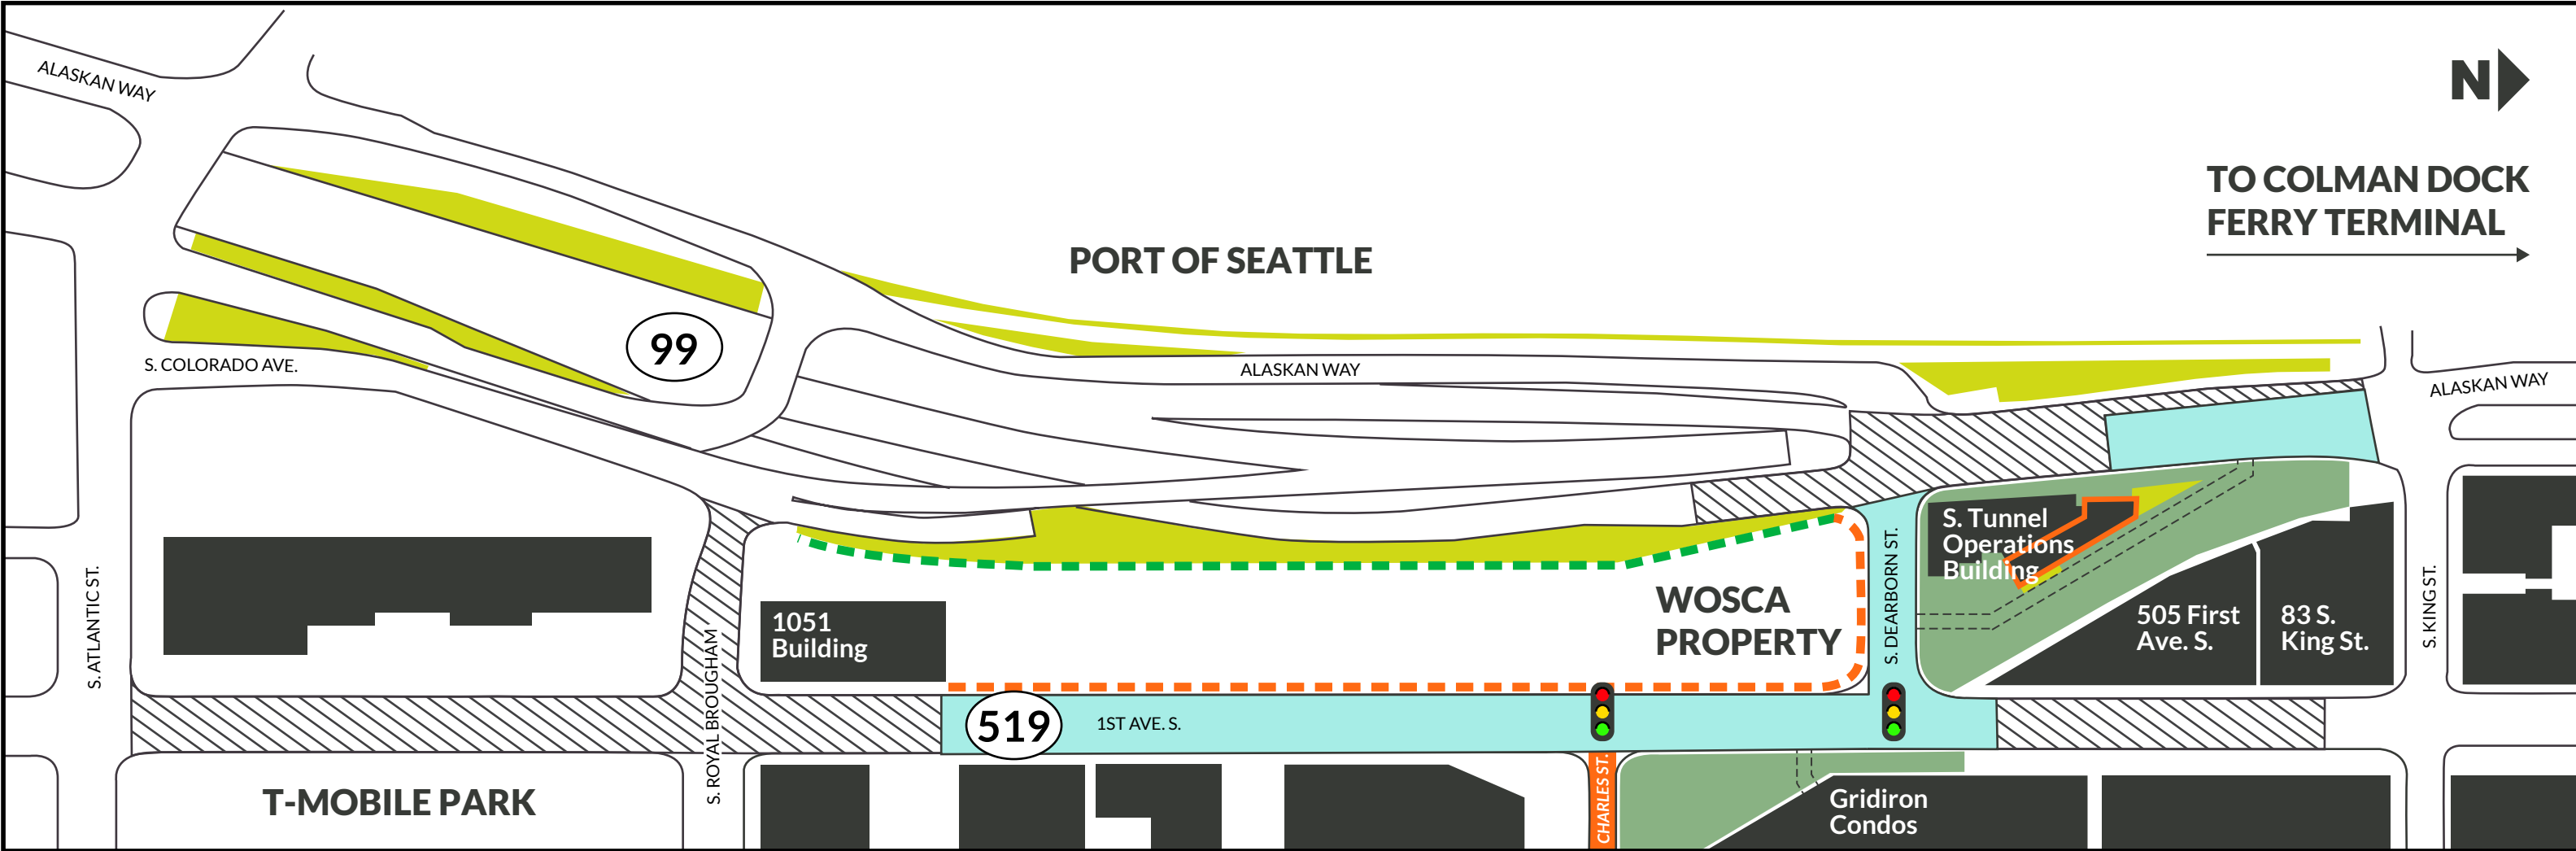 ALASKAN WAY
N
TO COLMAN DOCK
FERRY TERMINAL
PORT OF SEATTLE
99
S. COLORADO AVE.
ALASKAN WAY
ALASKAN WAY
S. Tunnel
Operations
Building
WOSCA
PROPERTY
S. DEARBORN ST.
1051
Building
505 First
Ave. S.
83 S.
King St.
S. KING ST.
S. ATLANTIC ST.
S. ROYAL BROUGHAM
519
1ST AVE. S.
T-MOBILE PARK
CHARLES ST.
Gridiron
Condos